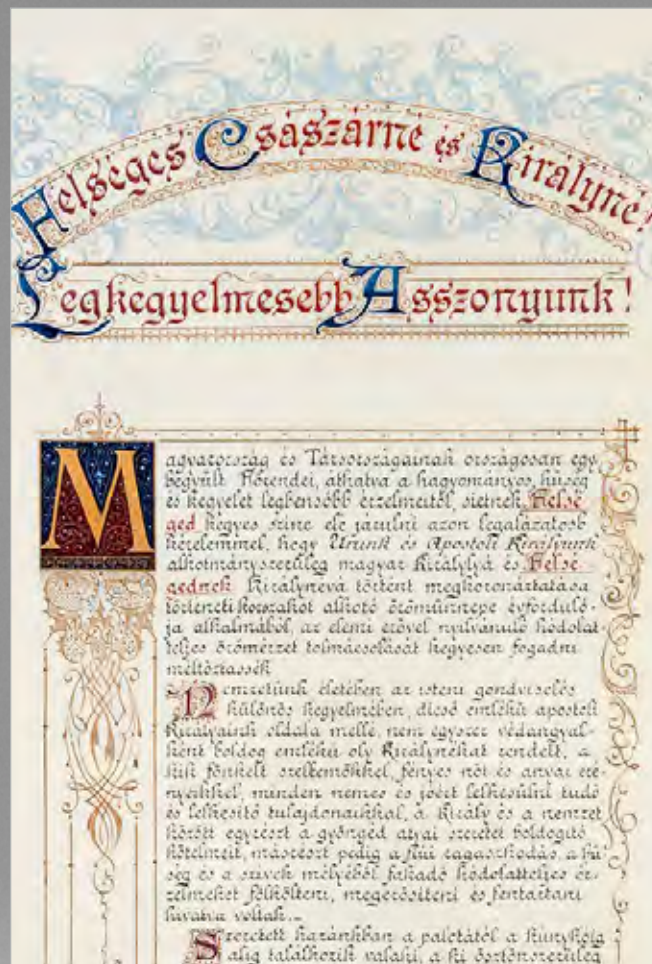 Felséges Császárné és Királyné!
Legkegyelmesebb Asszonyunk!
Magyarország és Társországainak országosan egy
begyűlt Főrendei, áthatva a hagyományos hűség
és kegyelet legbensőbb érzelmeitől, sietnek Felsé
ged kegyes színe elé járulni azon legalázatosb
kérelemmel, hogy Urunk és Apostoli Királyunk
alkotmányszerűleg magyar Királylyá és Felsé
gednek Királynévá történt megkoronáztatása
történeti korszakot alkotó örömünnepe évforduló-
ja alkalmából, az elemi erővel nyilvánuló hódolat-
teljes örömérzet tolmácsolását kegyesen fogadni
méltóztassék
Nemzetünk életében az isteni gondviselés
különös kegyelmében, dicső emlékű apostoli
Királyaink oldala mellé, nem egyszer védangyal-
ként boldog emlékű oly Királynékat rendelt, a
kik fönkelt szellemökkel, fényes női és anyai eré-
nyeikkel, minden nemes és jóért lelkesülni tudó
és lelkesítő tulajdonaikkal, a Király és a nemzet
között egyrészt a gyöngéd atyai szeretet boldogító
kötelmeit, másrészt pedig a fiúi ragaszkodás, a hű
ség és a szívek mélyéből fakadó hódolatteljes ér-
zelmeket fölkölteni, megerősíteni és fentartani
hivatva voltak.
Szeretett hazánkban a palotától a kunyhóig
alig találkozik valaki, a ki ösztönszerűleg